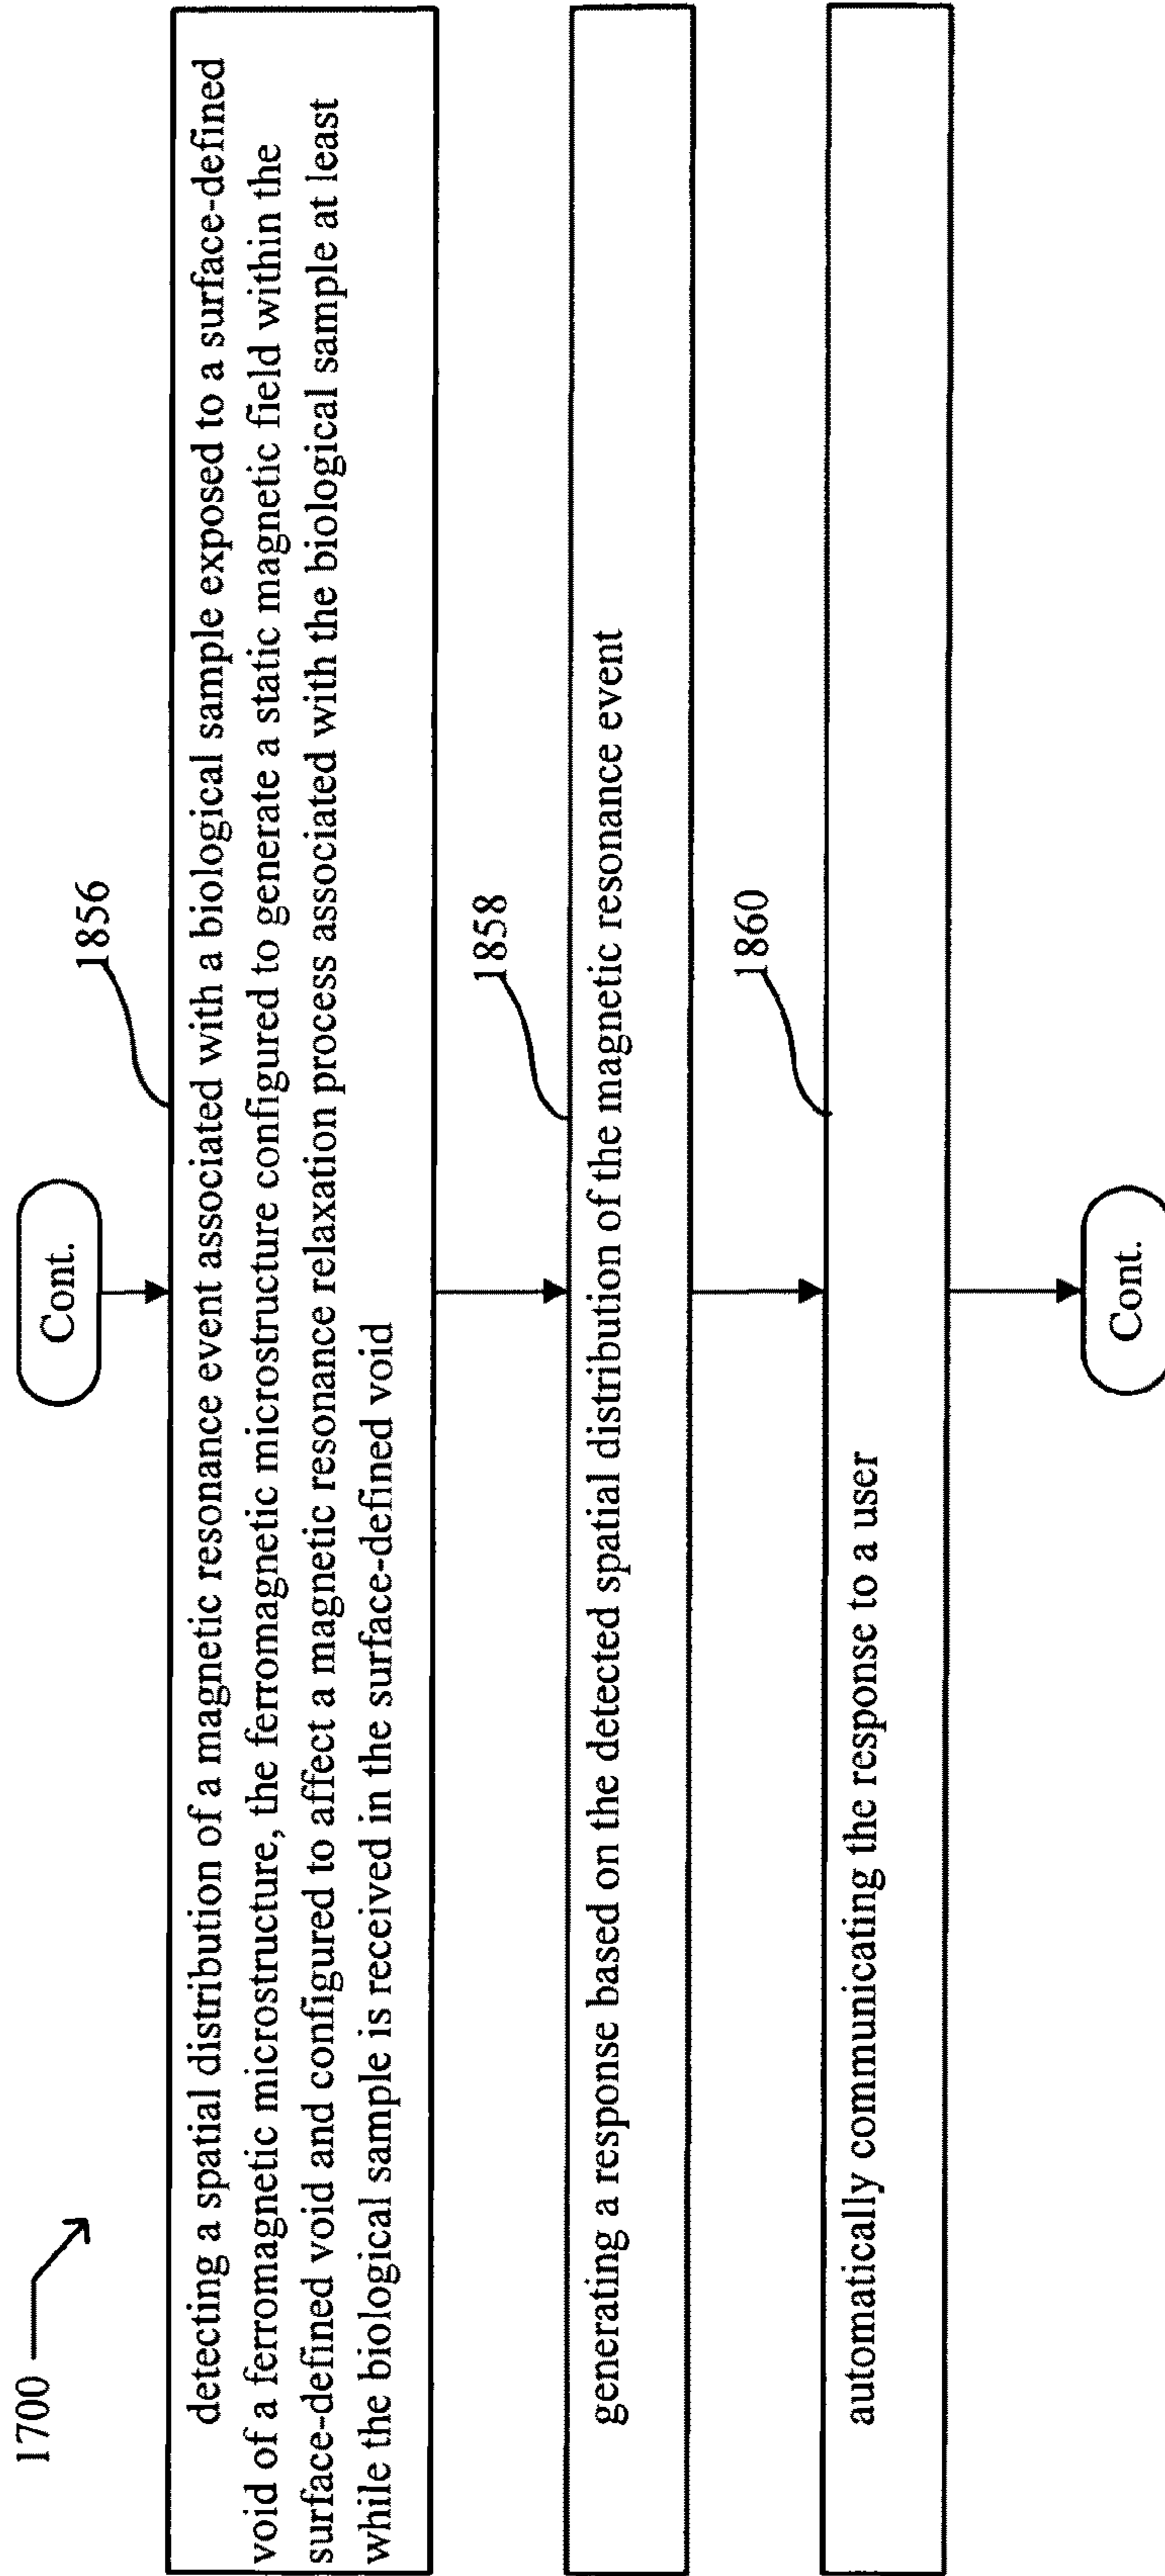 1700
Cont.
1856
detecting a spatial distribution of a magnetic resonance event associated with a biological sample exposed to a surface-defined
void of a ferromagnetic microstructure, the ferromagnetic microstructure configured to generate a static magnetic field within the
surface-defined void and configured to affect a magnetic resonance relaxation process associated with the biological sample at least
while the biological sample is received in the surface-defined void
1858
generating a response based on the detected spatial distribution of the magnetic resonance event
1860
automatically communicating the response to a user
Cont.